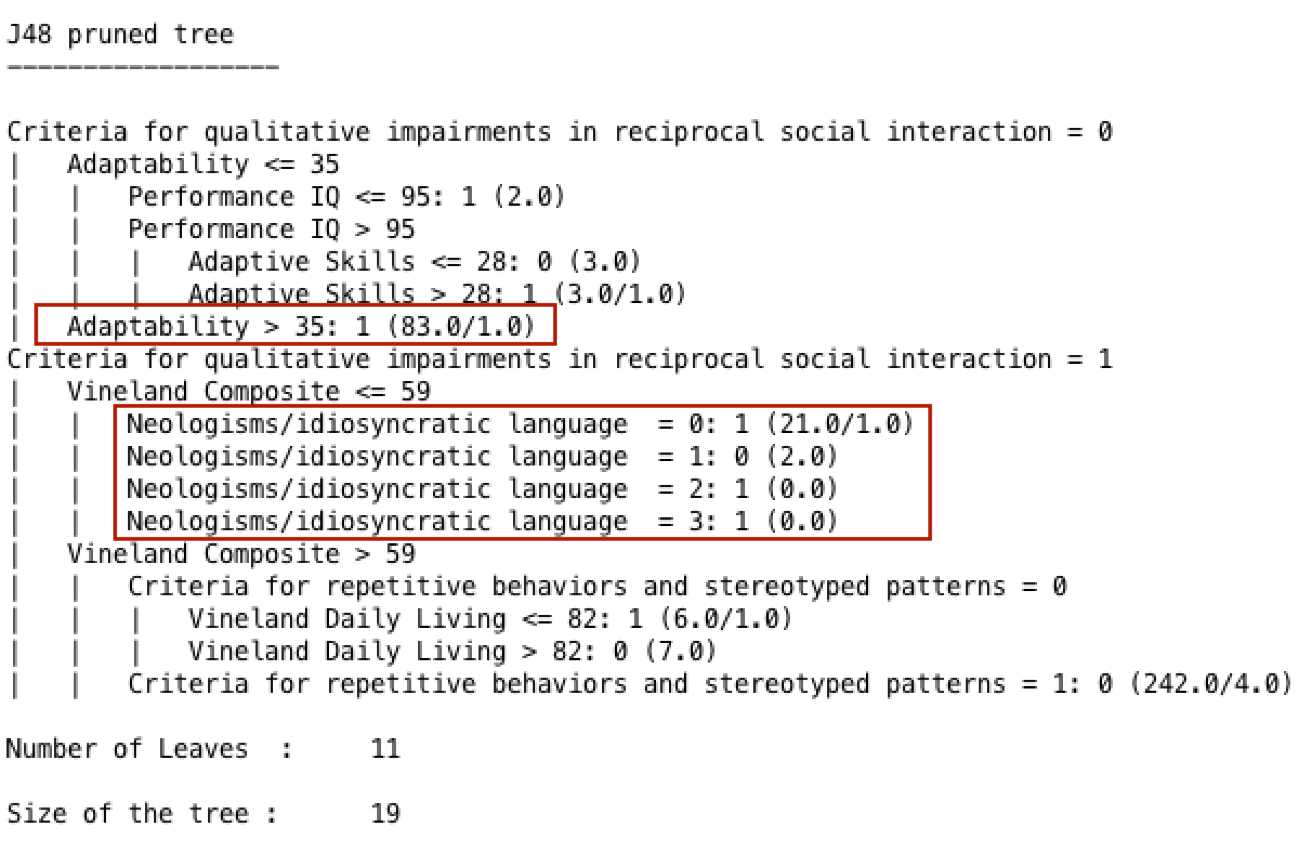 J48 pruned tree
------------------
Criteria for qualitative impairments in reciprocal social interaction = 0
|   Adaptability <= 35
|   |   Performance IQ <= 95: 1 (2.0)
|   |   Performance IQ > 95
|   |   |   Adaptive Skills <= 28: 0 (3.0)
|   |   |   Adaptive Skills > 28: 1 (3.0/1.0)
|   Adaptability > 35: 1 (83.0/1.0)
Criteria for qualitative impairments in reciprocal social interaction = 1
|   Vineland Composite <= 59
|   |   Neologisms/idiosyncratic language  = 0: 1 (21.0/1.0)
|   |   Neologisms/idiosyncratic language  = 1: 0 (2.0)
|   |   Neologisms/idiosyncratic language  = 2: 1 (0.0)
|   |   Neologisms/idiosyncratic language  = 3: 1 (0.0)
|   Vineland Composite > 59
|   |   Criteria for repetitive behaviors and stereotyped patterns = 0
|   |   |   Vineland Daily Living <= 82: 1 (6.0/1.0)
|   |   |   Vineland Daily Living > 82: 0 (7.0)
|   |   Criteria for repetitive behaviors and stereotyped patterns = 1: 0 (242.0/4.0)
Number of Leaves  :     11
Size of the tree :      19